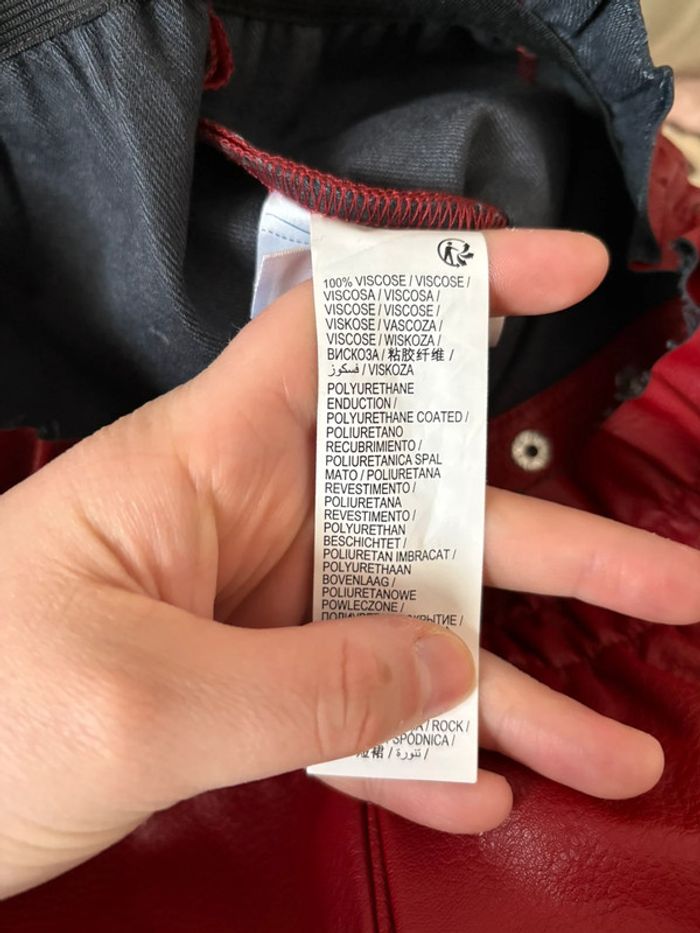 100% VISCOSE / VISCOSE /
VISCOSA / VISCOSA /
VISCOSE / VISCOSE /
VISKOSE / VASCOZA /
VISCOSE / WISKOZA /
ВИСКОЗА / 粘胶纤维 /
فسكوز / VISKOZA
POLYURETHANE
ENDUCTION /
POLYURETHANE COATED /
POLIURETANO
RECUBRIMIENTO /
POLIURETANICA SPAL
MATO / POLIURETANA
REVESTIMENTO /
POLIURETANA
REVESTIMENTO /
POLYURETHAN
BESCHICHTET /
POLIURETAN IMBRACAT /
POLYURETHAAN
BOVENLAAG /
POLIURETANOWE
POWLECZONE /
/ ROCK /
SPÓDNICA /
短裙 / تنورة /